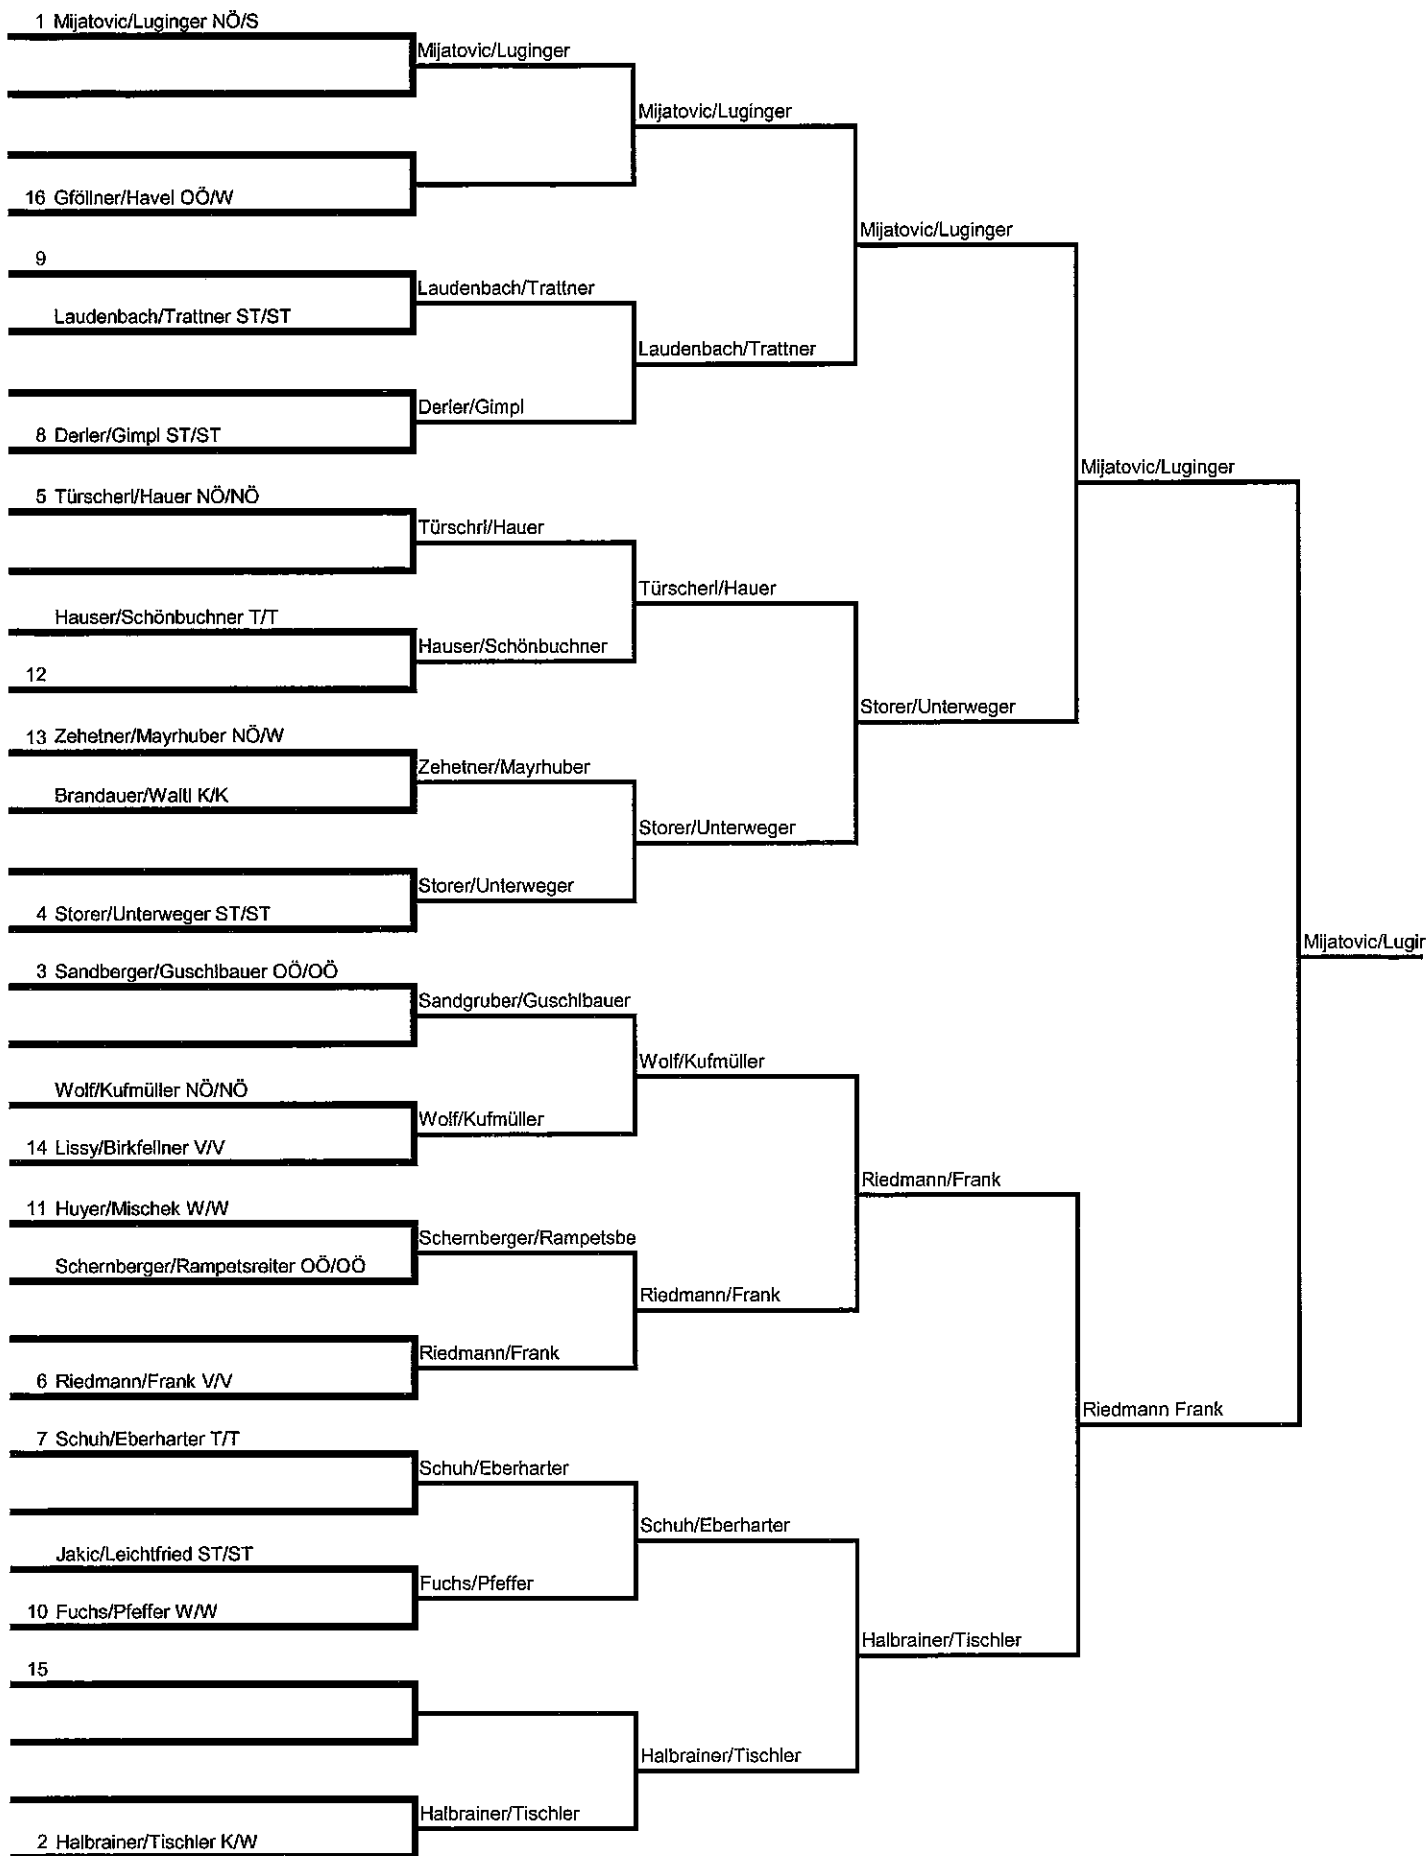 1 Mijatovic/Luginger NÖ/S
16 Gföllner/Havel OÖ/W
9
Laudenbach/Trattner ST/ST
8 Derler/Gimpl ST/ST
5 Türscherl/Hauer NÖ/NÖ
Hauser/Schönbuchner T/T
12
13 Zehetner/Mayrhuber NÖ/W
Brandauer/Waltl K/K
4 Storer/Unterweger ST/ST
3 Sandberger/Guschlbauer OÖ/OÖ
Wolf/Kufmüller NÖ/NÖ
14 Lissy/Birkfellner V/V
11 Huyer/Mischek W/W
Schernberger/Rampetsreiter OÖ/OÖ
6 Riedmann/Frank V/V
7 Schuh/Eberharter T/T
Jakic/Leichtfried ST/ST
10 Fuchs/Pfeffer W/W
15
2 Halbrainer/Tischler K/W
Mijatovic/Luginger
Laudenbach/Trattner
Derler/Gimpl
Türschrl/Hauer
Hauser/Schönbuchner
Zehetner/Mayrhuber
Storer/Unterweger
Sandgruber/Guschlbauer
Wolf/Kufmüller
Schernberger/Rampetsbe
Riedmann/Frank
Schuh/Eberharter
Fuchs/Pfeffer
Halbrainer/Tischler
Mijatovic/Luginger
Laudenbach/Trattner
Türscherl/Hauer
Storer/Unterweger
Wolf/Kufmüller
Riedmann/Frank
Schuh/Eberharter
Halbrainer/Tischler
Mijatovic/Luginger
Storer/Unterweger
Riedmann/Frank
Halbrainer/Tischler
Mijatovic/Luginger
Riedmann Frank
Mijatovic/Lugir